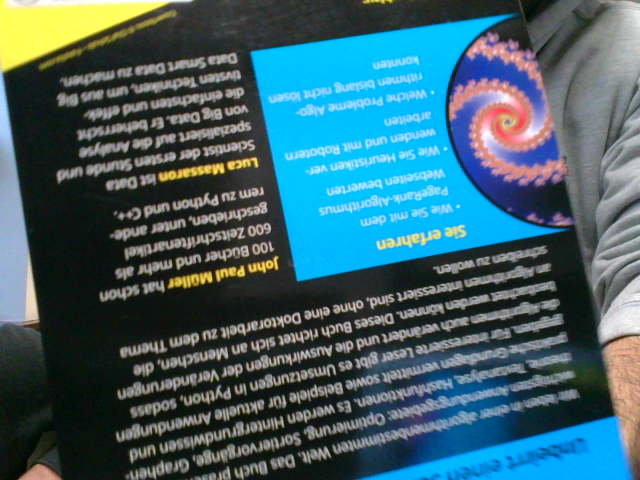 Unbeirrt einen
Wir leben in einer algorithmenbestimmten Welt. Das Buch
wichtigsten Anwendungsgebiete: Optimierung, Sortiervorgänge, Graphen-
Textanalyse, Hashfunktionen. Es werden Hintergrundwissen und
Grundlagen vermittelt sowie Beispiele für aktuelle Anwendungen
gegeben. Für interessierte Leser gibt es Umsetzungen in Python, sodass
die Algorithmen auch verändert und die Auswirkungen der Veränderungen
beobachtet werden können. Dieses Buch richtet sich an Menschen, die
an Algorithmen interessiert sind, ohne eine Doktorarbeit zu dem Thema
schreiben zu wollen.
John Paul Müller hat schon
100 Bücher und mehr als
600 Zeitschriftenartikel
geschrieben, unter ande-
rem zu Python und C++.
Luca Massaron ist Data
Scientist der ersten Stunde und
spezialisiert auf die Analyse
von Big Data. Er beherrscht
die einfachsten und effek-
tivsten Techniken, um aus Big
Data Smart Data zu machen.
Sie erfahren
• Wie Sie mit dem
PageRank-Algorithmus
Webseiten bewerten
• Wie Sie Heuristiken ver-
wenden und mit Robotern
arbeiten
• Welche Probleme Algo-
rithmen bislang nicht lösen
konnten